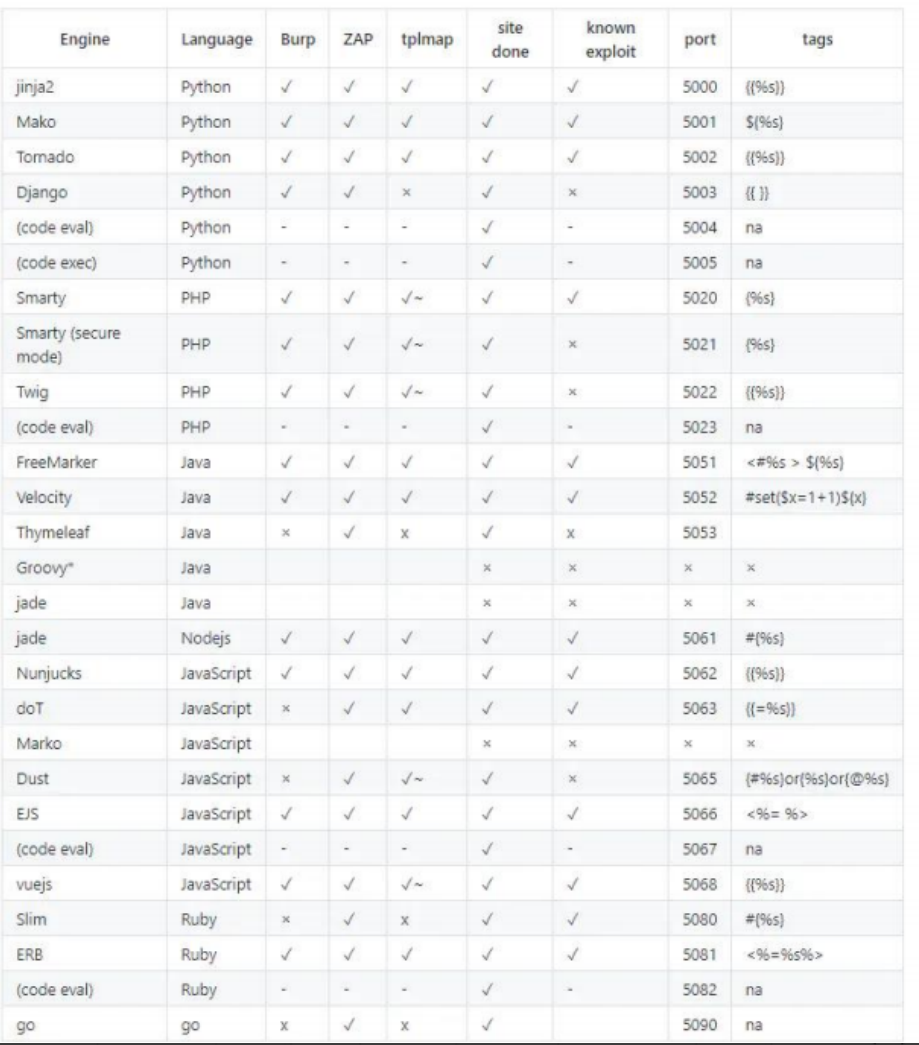 Engine Language Burp ZAP tplmap site done known exploit port tags
jinja2 Python ✓ ✓ ✓ ✓ ✓ 5000 {{%s}}
Mako Python ✓ ✓ ✓ ✓ ✓ 5001 ${%s}
Tornado Python ✓ ✓ ✓ ✓ ✓ 5002 {{%s}}
Django Python ✓ ✓ × ✓ × 5003 {{ }}
(code eval) Python - - - ✓ - 5004 na
(code exec) Python - - - ✓ - 5005 na
Smarty PHP ✓ ✓ ✓~ ✓ ✓ 5020 {%s}
Smarty (secure mode) PHP ✓ ✓ ✓~ ✓ × 5021 {%s}
Twig PHP ✓ ✓ ✓~ ✓ × 5022 {{%s}}
(code eval) PHP - - - ✓ - 5023 na
FreeMarker Java ✓ ✓ ✓ ✓ ✓ 5051 <#%s > ${%s}
Velocity Java ✓ ✓ ✓ ✓ ✓ 5052 #set($x=1+1)${x}
Thymeleaf Java × ✓ x ✓ x 5053
Groovy* Java × × × ×
jade Java × × × ×
jade Nodejs ✓ ✓ ✓ ✓ ✓ 5061 #{%s}
Nunjucks JavaScript ✓ ✓ ✓ ✓ ✓ 5062 {{%s}}
doT JavaScript × ✓ ✓ ✓ ✓ 5063 {{=%s}}
Marko JavaScript × × × ×
Dust JavaScript × ✓ ✓~ ✓ × 5065 {#%s}or{%s}or{@%s}
EJS JavaScript ✓ ✓ ✓ ✓ ✓ 5066 <%= %>
(code eval) JavaScript - - - ✓ - 5067 na
vuejs JavaScript ✓ ✓ ✓~ ✓ ✓ 5068 {{%s}}
Slim Ruby × ✓ x ✓ ✓ 5080 #{%s}
ERB Ruby ✓ ✓ ✓ ✓ ✓ 5081 <%=%s%>
(code eval) Ruby - - - ✓ - 5082 na
go go x ✓ x ✓ 5090 na